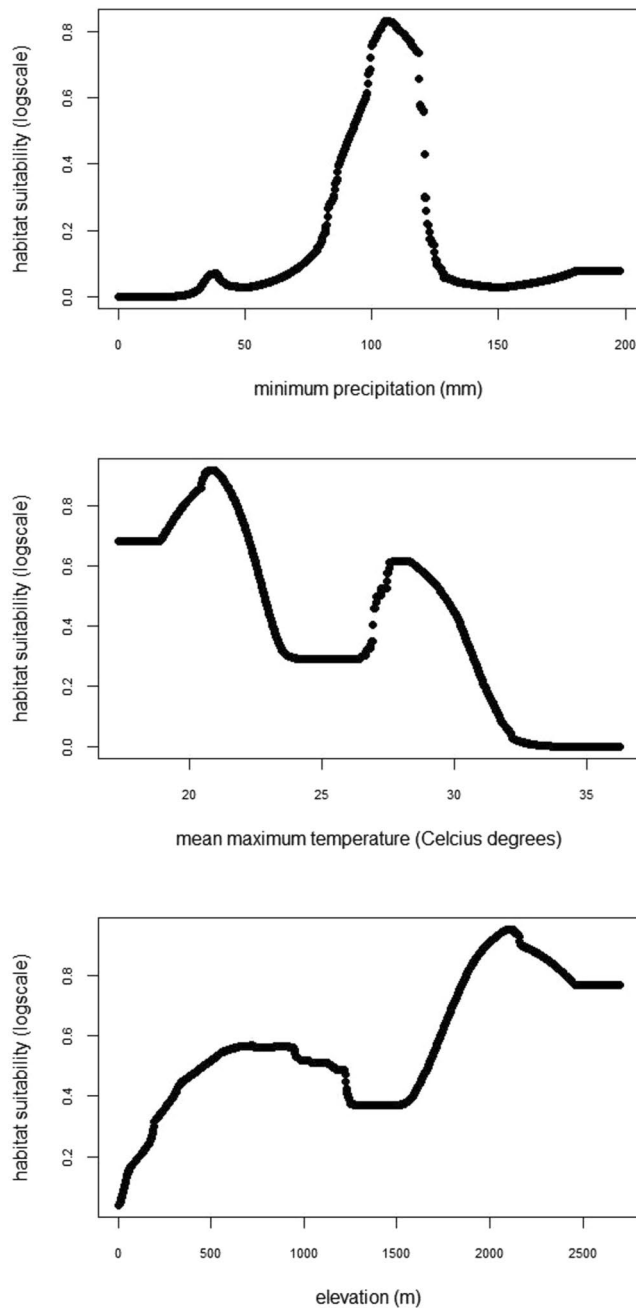 habitat suitability (logscale)
0.0 0.2 0.4 0.6 0.8
0 50 100 150 200
minimum precipitation (mm)
habitat suitability (logscale)
0.0 0.2 0.4 0.6 0.8
20 25 30 35
mean maximum temperature (Celcius degrees)
habitat suitability (logscale)
0.2 0.4 0.6 0.8
0 500 1000 1500 2000 2500
elevation (m)